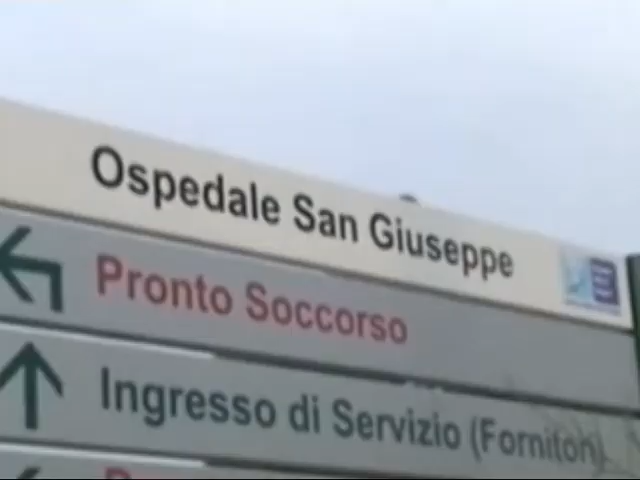 Ospedale San Giuseppe
Pronto Soccorso
Ingresso di Servizio (Fornitori)